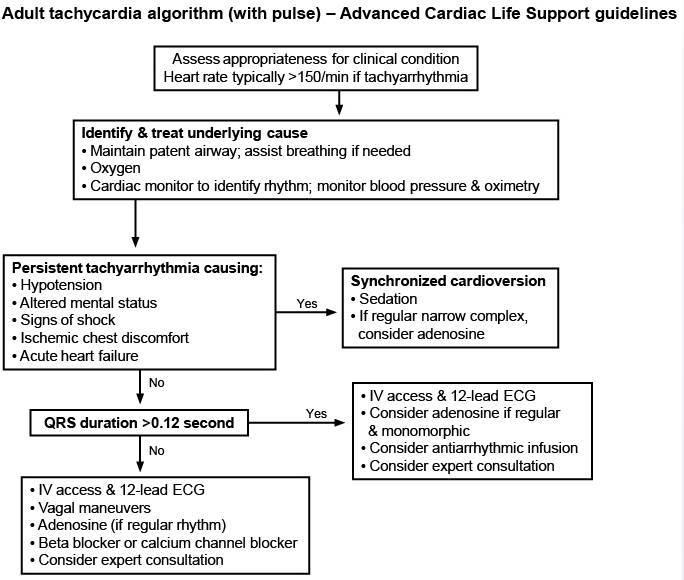 Adult tachycardia algorithm (with pulse) – Advanced Cardiac Life Support guidelines
Assess appropriateness for clinical condition
Heart rate typically >150/min if tachyarrhythmia
Identify & treat underlying cause
• Maintain patent airway; assist breathing if needed
• Oxygen
• Cardiac monitor to identify rhythm; monitor blood pressure & oximetry
Persistent tachyarrhythmia causing:
• Hypotension
• Altered mental status
• Signs of shock
• Ischemic chest discomfort
• Acute heart failure
Yes
Synchronized cardioversion
• Sedation
• If regular narrow complex,
consider adenosine
No
QRS duration >0.12 second
Yes
• IV access & 12-lead ECG
• Consider adenosine if regular
& monomorphic
• Consider antiarrhythmic infusion
• Consider expert consultation
No
• IV access & 12-lead ECG
• Vagal maneuvers
• Adenosine (if regular rhythm)
• Beta blocker or calcium channel blocker
• Consider expert consultation